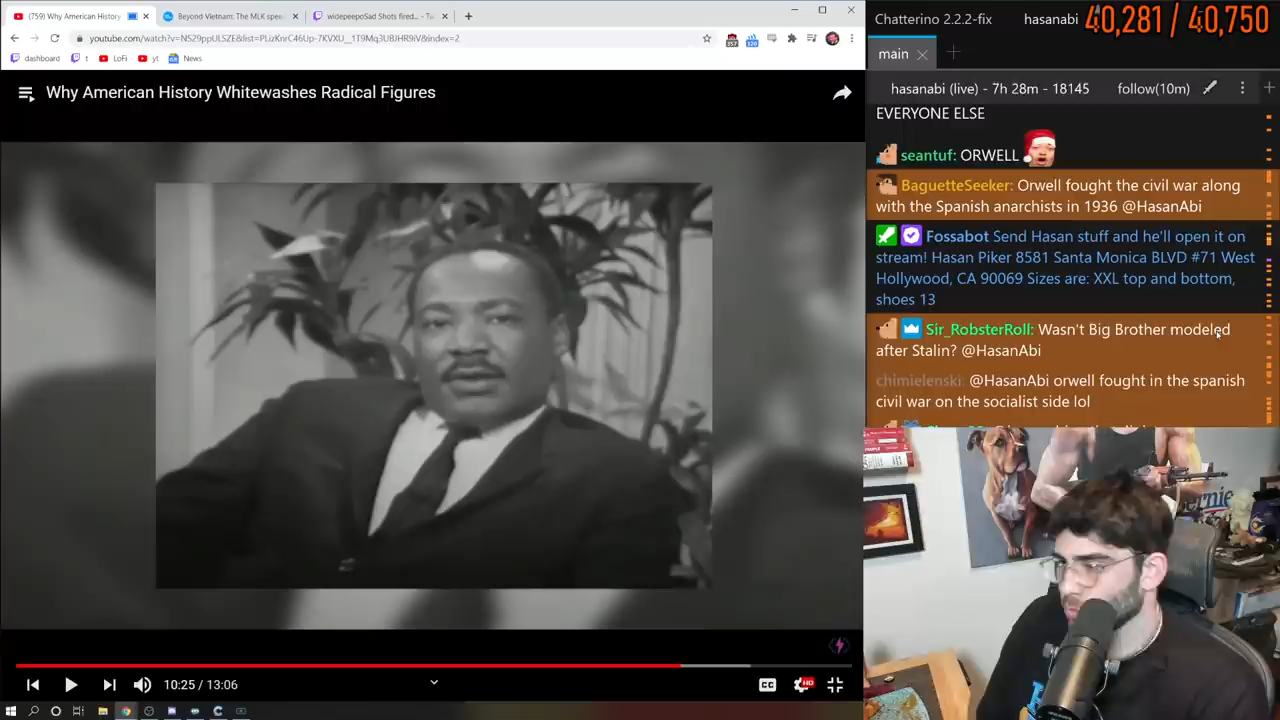 (759) Why American History
Beyond Vietnam: The MLK spee
widepeepoSad Shots fired... - Tw
youtube.com/watch?v=NS29ppULSZE&list=PLizKnrC46Up-7KVXU__1T9Mq3UBJHR9iV&index=2
dashboard
t
LoFi
yt
News
Why American History Whitewashes Radical Figures
10:25 / 13:06
CC
HD
Chatterino 2.2.2-fix
hasanabi
40,281 / 40,750
main
hasanabi (live) - 7h 28m - 18145
follow(10m)
EVERYONE ELSE
seantuf: ORWELL
BaguetteSeeker: Orwell fought the civil war along
with the Spanish anarchists in 1936 @HasanAbi
Fossabot Send Hasan stuff and he'll open it on
stream! Hasan Piker 8581 Santa Monica BLVD #71 West
Hollywood, CA 90069 Sizes are: XXL top and bottom,
shoes 13
Sir_RobsterRoll: Wasn't Big Brother modeled
after Stalin? @HasanAbi
chimielenski: @HasanAbi orwell fought in the spanish
civil war on the socialist side lol
ernie